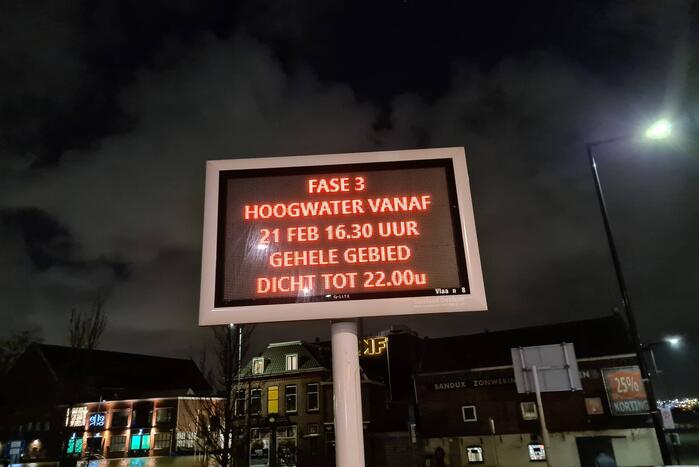 FASE 3
HOOGWATER VANAF
21 FEB 16.30 UUR
GEHELE GEBIED
DICHT TOT 22.00u
SANDUX ZONWERING
25%
KORTING